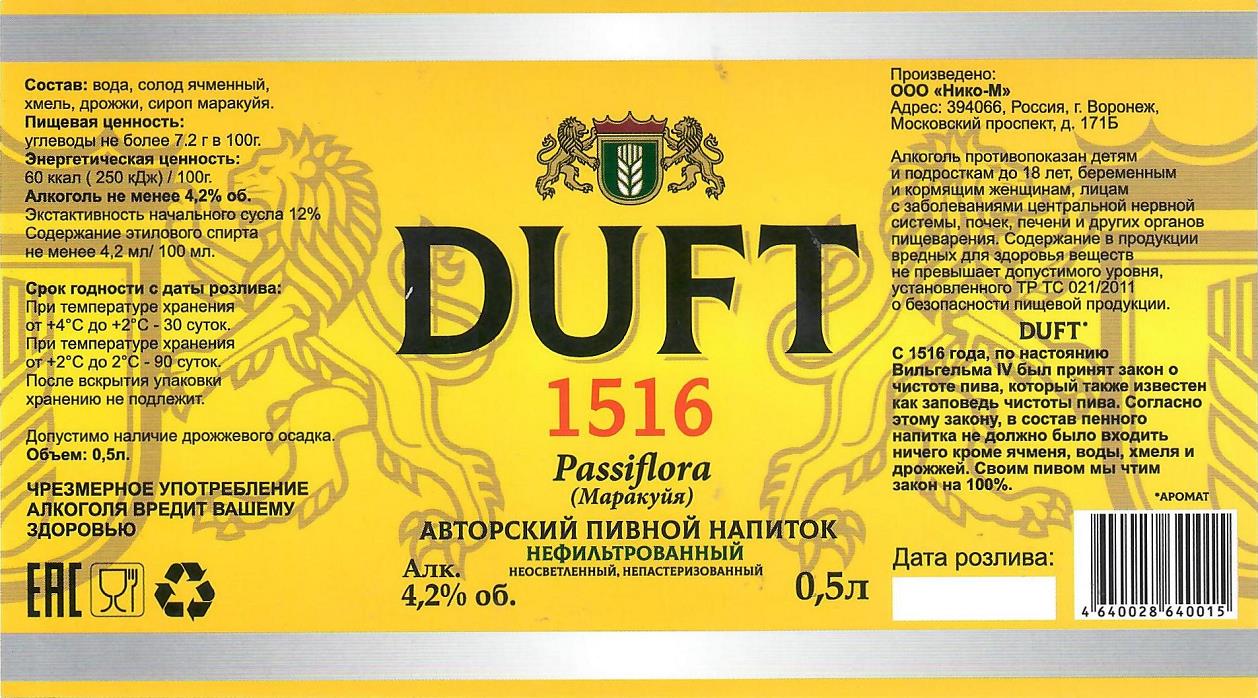 Состав: вода, солод ячменный,
хмель, дрожжи, сироп маракуйя.
Пищевая ценность:
углеводы не более 7.2 г в 100г.
Энергетическая ценность:
60 ккал ( 250 кДж) / 100г.
Алкоголь не менее 4,2% об.
Экстактивность начального сусла 12%
Содержание этилового спирта
не менее 4,2 мл/ 100 мл.
Срок годности с даты розлива:
При температуре хранения
от +4°С до +2°С - 30 суток.
При температуре хранения
от +2°С до 2°С - 90 суток.
После вскрытия упаковки
хранению не подлежит.
Допустимо наличие дрожжевого осадка.
Объем: 0,5л.
ЧРЕЗМЕРНОЕ УПОТРЕБЛЕНИЕ
АЛКОГОЛЯ ВРЕДИТ ВАШЕМУ
ЗДОРОВЬЮ
EAC
DUFT
1516
Passiflora
(Маракуйя)
АВТОРСКИЙ ПИВНОЙ НАПИТОК
НЕФИЛЬТРОВАННЫЙ
НЕОСВЕТЛЕННЫЙ, НЕПАСТЕРИЗОВАННЫЙ
Алк.
4,2% об.
0,5л
Произведено:
ООО «Нико-М»
Адрес: 394066, Россия, г. Воронеж,
Московский проспект, д. 171Б
Алкоголь противопоказан детям
и подросткам до 18 лет, беременным
и кормящим женщинам, лицам
с заболеваниями центральной нервной
системы, почек, печени и других органов
пищеварения. Содержание в продукции
вредных для здоровья веществ
не превышает допустимого уровня,
установленного ТР ТС 021/2011
о безопасности пищевой продукции.
DUFT*
С 1516 года, по настоянию
Вильгельма IV был принят закон о
чистоте пива, который также известен
как заповедь чистоты пива. Согласно
этому закону, в состав пенного
напитка не должно было входить
ничего кроме ячменя, воды, хмеля и
дрожжей. Своим пивом мы чтим
закон на 100%.
*АРОМАТ
Дата розлива:
4 640028 640015